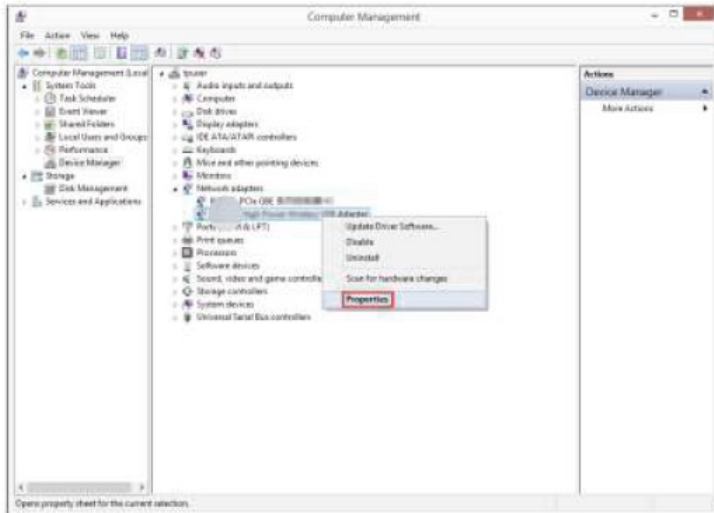 Computer Management
File Action View Help
Computer Management (Local
System Tools
Task Scheduler
Event Viewer
Shared Folders
Local Users and Groups
Performance
Device Manager
Storage
Disk Management
Services and Applications
Audio inputs and outputs
Computer
Disk drives
Display adapters
IDE ATA/ATAPI controllers
Keyboards
Mice and other pointing devices
Monitors
Network adapters
PCIe GBE
High Power Wireless USB Adapter
Ports & LPT)
Print queues
Processors
Software devices
Sound, video and game controlle
Storage controllers
System devices
Universal Serial Bus controllers
Update Driver Software...
Disable
Uninstall
Scan for hardware changes
Properties
Actions
Device Manager
More Actions
Opens property sheet for the current selection.